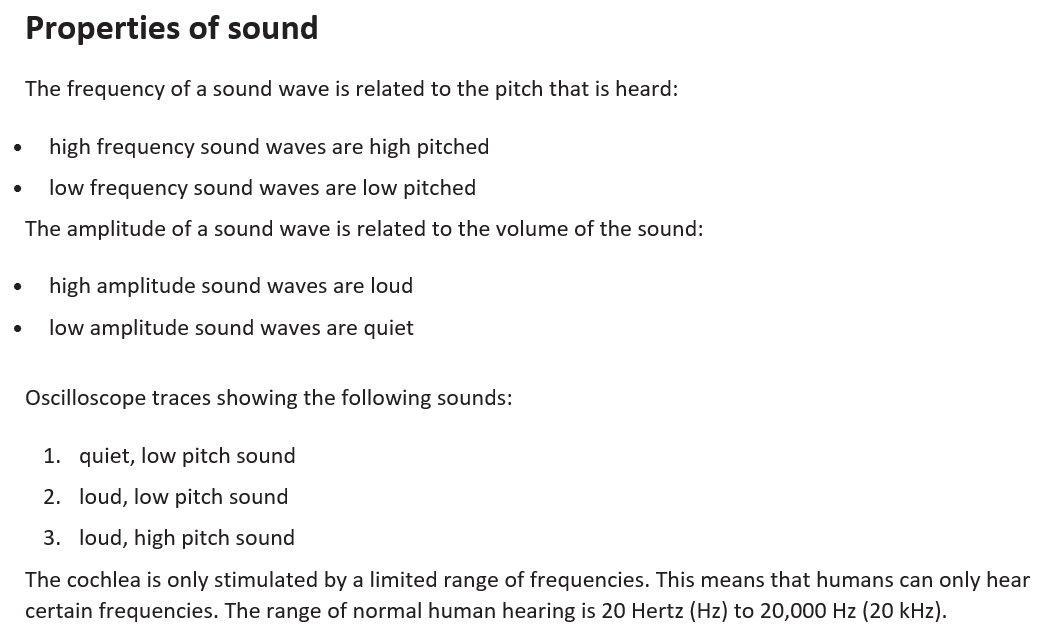 Properties of sound
The frequency of a sound wave is related to the pitch that is heard:
• high frequency sound waves are high pitched
• low frequency sound waves are low pitched
The amplitude of a sound wave is related to the volume of the sound:
• high amplitude sound waves are loud
• low amplitude sound waves are quiet
Oscilloscope traces showing the following sounds:
1. quiet, low pitch sound
2. loud, low pitch sound
3. loud, high pitch sound
The cochlea is only stimulated by a limited range of frequencies. This means that humans can only hear
certain frequencies. The range of normal human hearing is 20 Hertz (Hz) to 20,000 Hz (20 kHz).